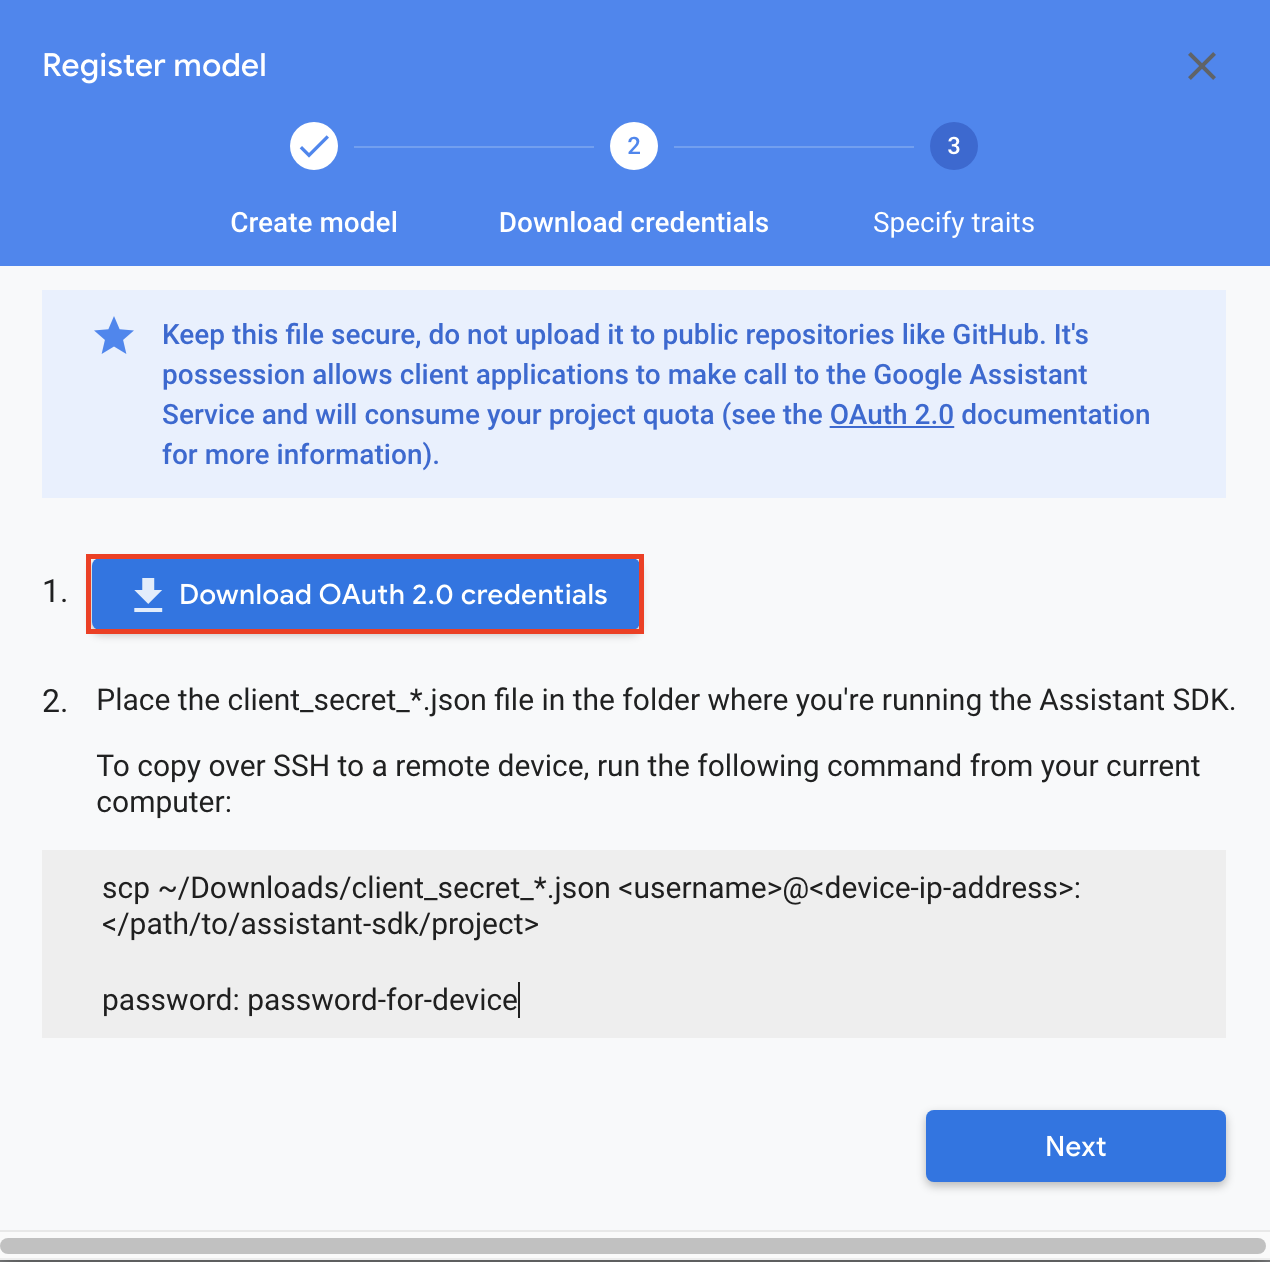 Register model
2
3
Create model
Download credentials
Specify traits
Keep this file secure, do not upload it to public repositories like GitHub. It's
possession allows client applications to make call to the Google Assistant
Service and will consume your project quota (see the OAuth 2.0 documentation
for more information).
1.
Download OAuth 2.0 credentials
2. Place the client_secret_*.json file in the folder where you're running the Assistant SDK.
To copy over SSH to a remote device, run the following command from your current
computer:
scp ~/Downloads/client_secret_*.json <username>@<device-ip-address>:
</path/to/assistant-sdk/project>
password: password-for-device
Next